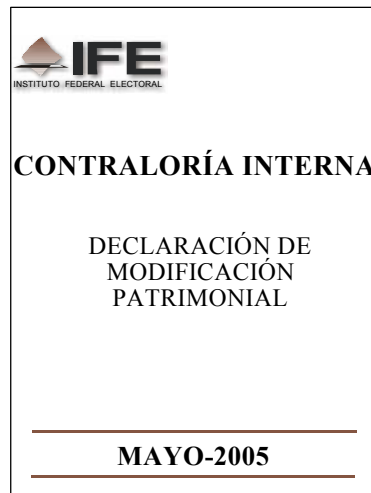 IFE
INSTITUTO FEDERAL ELECTORAL
CONTRALORÍA INTERNA
DECLARACIÓN DE
MODIFICACIÓN
PATRIMONIAL
MAYO-2005